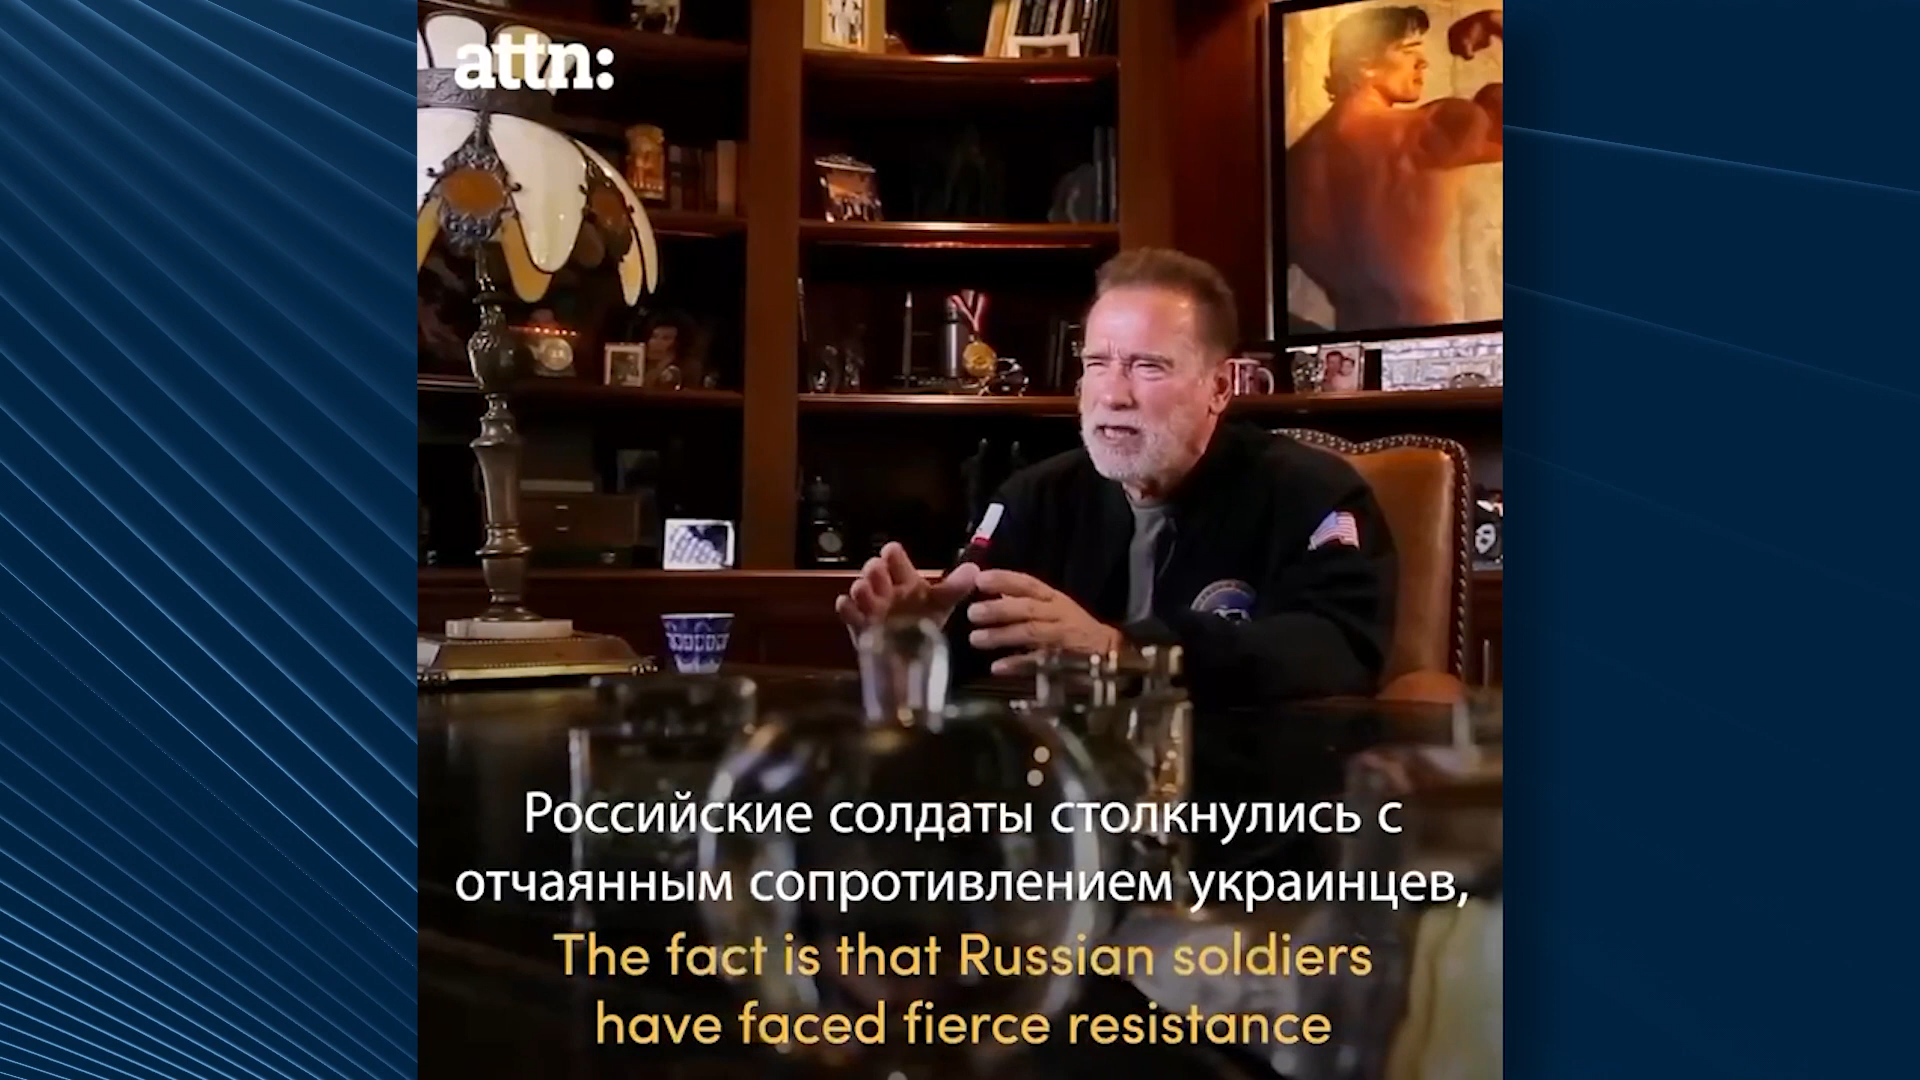 attn:
Российские солдаты столкнулись с
отчаянным сопротивлением украинцев,
The fact is that Russian soldiers
have faced fierce resistance